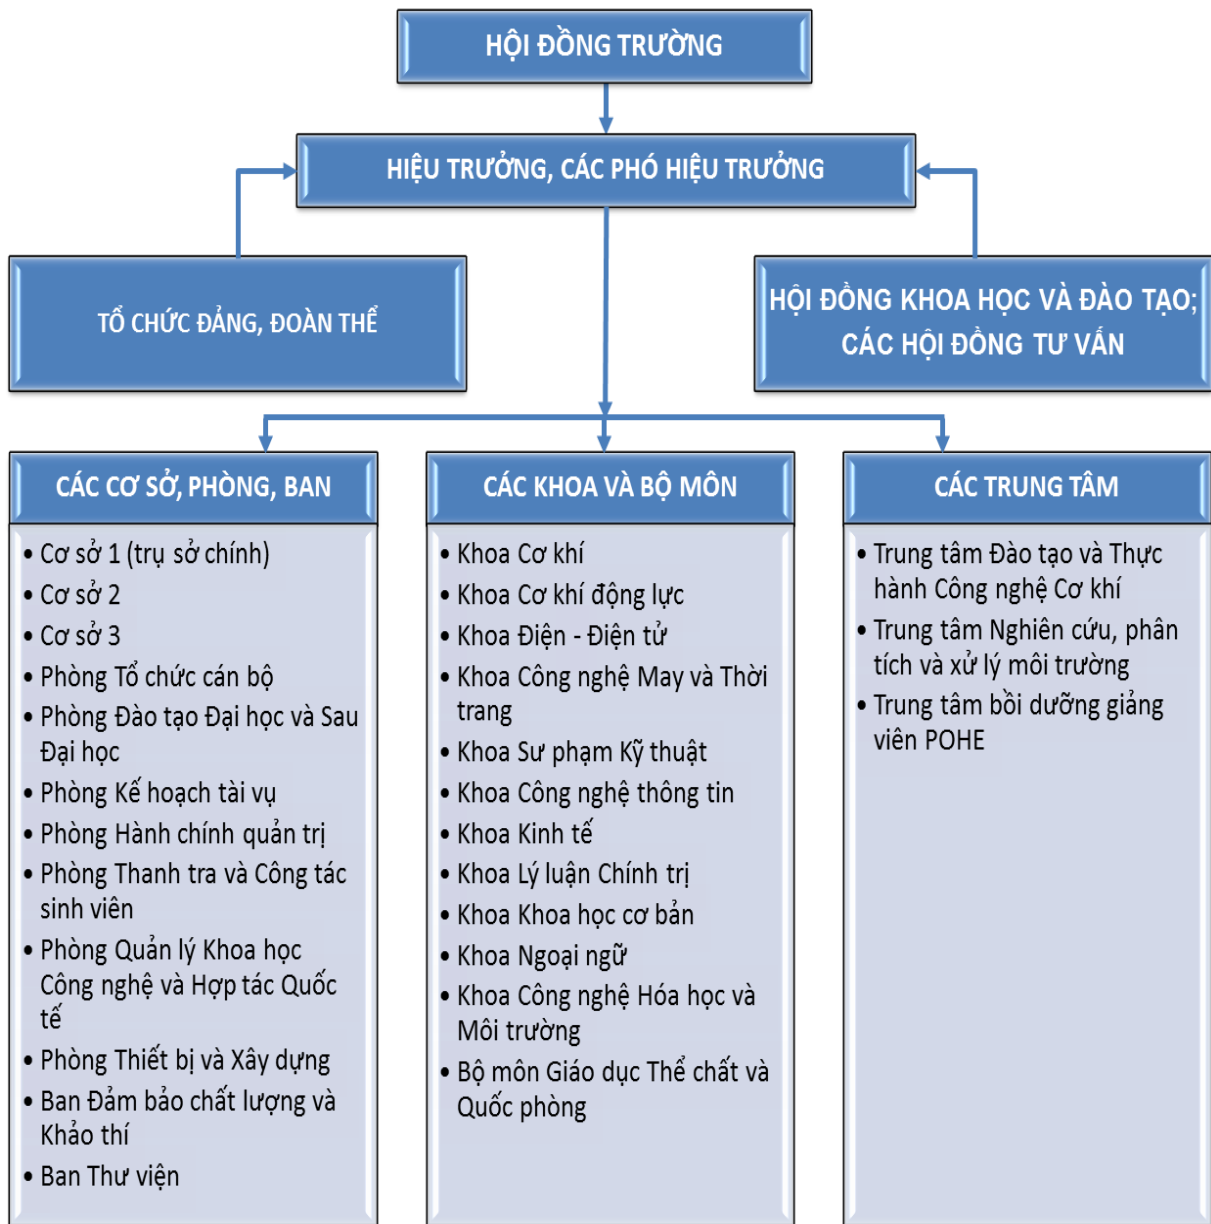 HỘI ĐỒNG TRƯỜNG
HIỆU TRƯỞNG, CÁC PHÓ HIỆU TRƯỞNG
TỔ CHỨC ĐẢNG, ĐOÀN THỂ
HỘI ĐỒNG KHOA HỌC VÀ ĐÀO TẠO;
CÁC HỘI ĐỒNG TƯ VẤN
CÁC CƠ SỞ, PHÒNG, BAN
• Cơ sở 1 (trụ sở chính)
• Cơ sở 2
• Cơ sở 3
• Phòng Tổ chức cán bộ
• Phòng Đào tạo Đại học và Sau
Đại học
• Phòng Kế hoạch tài vụ
• Phòng Hành chính quản trị
• Phòng Thanh tra và Công tác
sinh viên
• Phòng Quản lý Khoa học
Công nghệ và Hợp tác Quốc
tế
• Phòng Thiết bị và Xây dựng
• Ban Đảm bảo chất lượng và
Khảo thí
• Ban Thư viện
CÁC KHOA VÀ BỘ MÔN
• Khoa Cơ khí
• Khoa Cơ khí động lực
• Khoa Điện - Điện tử
• Khoa Công nghệ May và Thời
trang
• Khoa Sư phạm Kỹ thuật
• Khoa Công nghệ thông tin
• Khoa Kinh tế
• Khoa Lý luận Chính trị
• Khoa Khoa học cơ bản
• Khoa Ngoại ngữ
• Khoa Công nghệ Hóa học và
Môi trường
• Bộ môn Giáo dục Thể chất và
Quốc phòng
CÁC TRUNG TÂM
• Trung tâm Đào tạo và Thực
hành Công nghệ Cơ khí
• Trung tâm Nghiên cứu, phân
tích và xử lý môi trường
• Trung tâm bồi dưỡng giảng
viên POHE